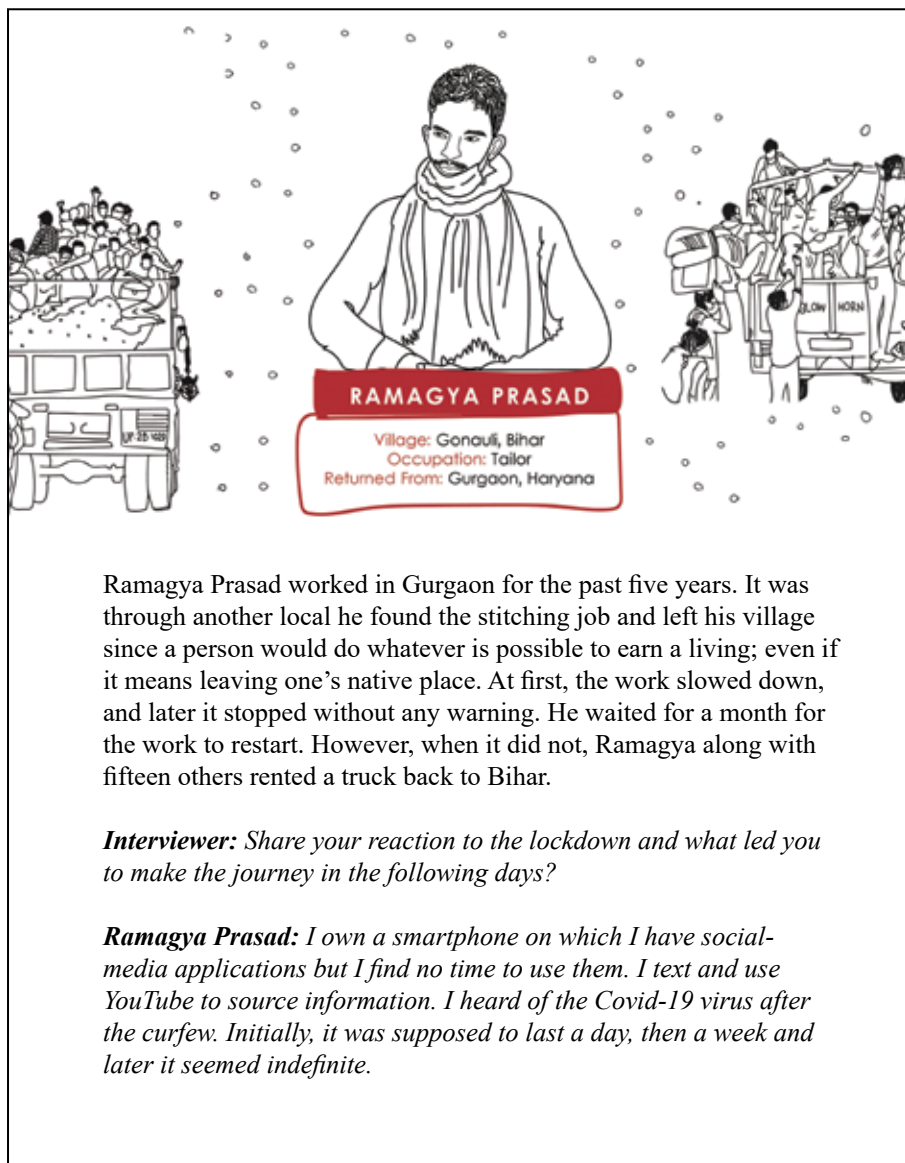 BLOW HORN
RAMAGYA PRASAD
Village: Gonauli, Bihar
Occupation: Tailor
Returned From: Gurgaon, Haryana
Ramagya Prasad worked in Gurgaon for the past five years. It was
through another local he found the stitching job and left his village
since a person would do whatever is possible to earn a living; even if
it means leaving one’s native place. At first, the work slowed down,
and later it stopped without any warning. He waited for a month for
the work to restart. However, when it did not, Ramagya along with
fifteen others rented a truck back to Bihar.
Interviewer: Share your reaction to the lockdown and what led you
to make the journey in the following days?
Ramagya Prasad: I own a smartphone on which I have social-
media applications but I find no time to use them. I text and use
YouTube to source information. I heard of the Covid-19 virus after
the curfew. Initially, it was supposed to last a day, then a week and
later it seemed indefinite.